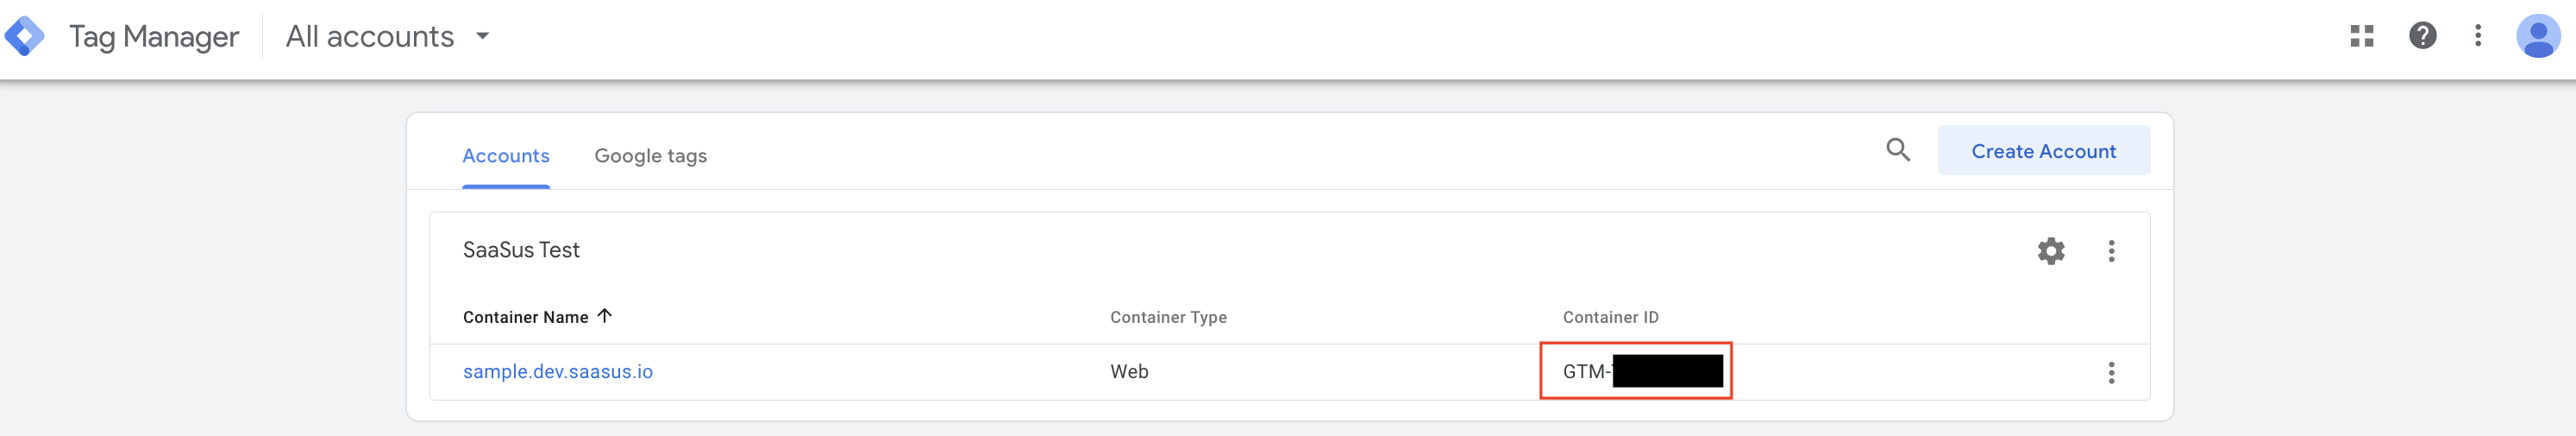 Tag Manager All accounts
Accounts Google tags Create Account
SaaSus Test
Container Name Container Type Container ID
sample.dev.saasus.io Web GTM-